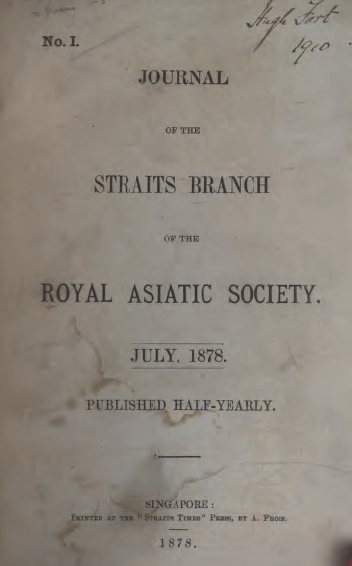 Hugh Fort
1910
No. I.
JOURNAL
OF THE
STRAITS BRANCH
OF THE
ROYAL ASIATIC SOCIETY.
JULY, 1878.
PUBLISHED HALF-YEARLY.
SINGAPORE:
PRINTED AT THE "STRAITS TIMES" PRESS, BY A. FROIS.
1878.